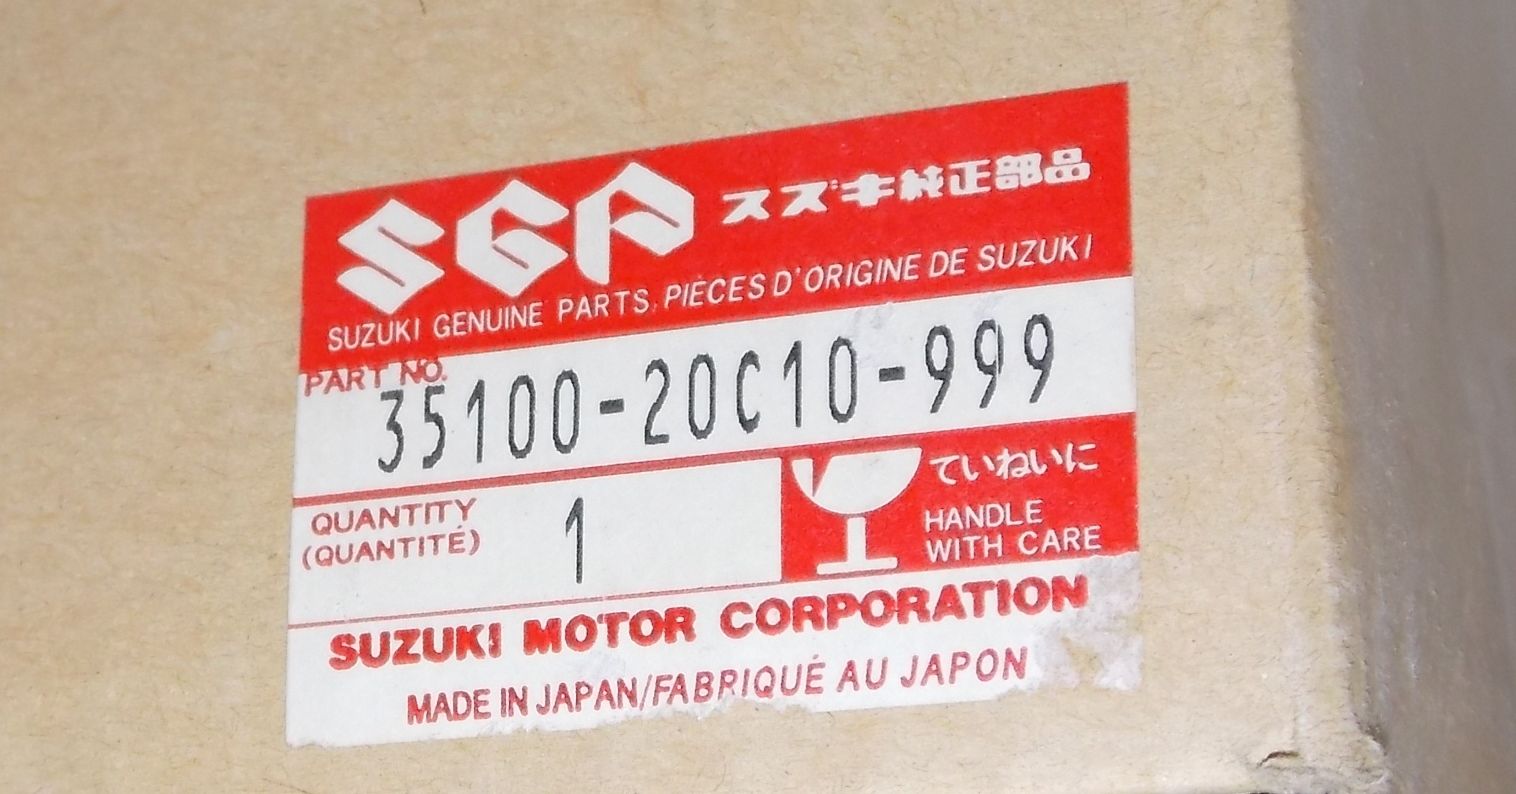 SGP スズキ純正部品
SUZUKI GENUINE PARTS, PIÈCES D'ORIGINE DE SUZUKI
PART NO.
35100-20C10-999
QUANTITY
(QUANTITÉ)
1
ていねいに
HANDLE
WITH CARE
SUZUKI MOTOR CORPORATION
MADE IN JAPAN/FABRIQUÉ AU JAPON